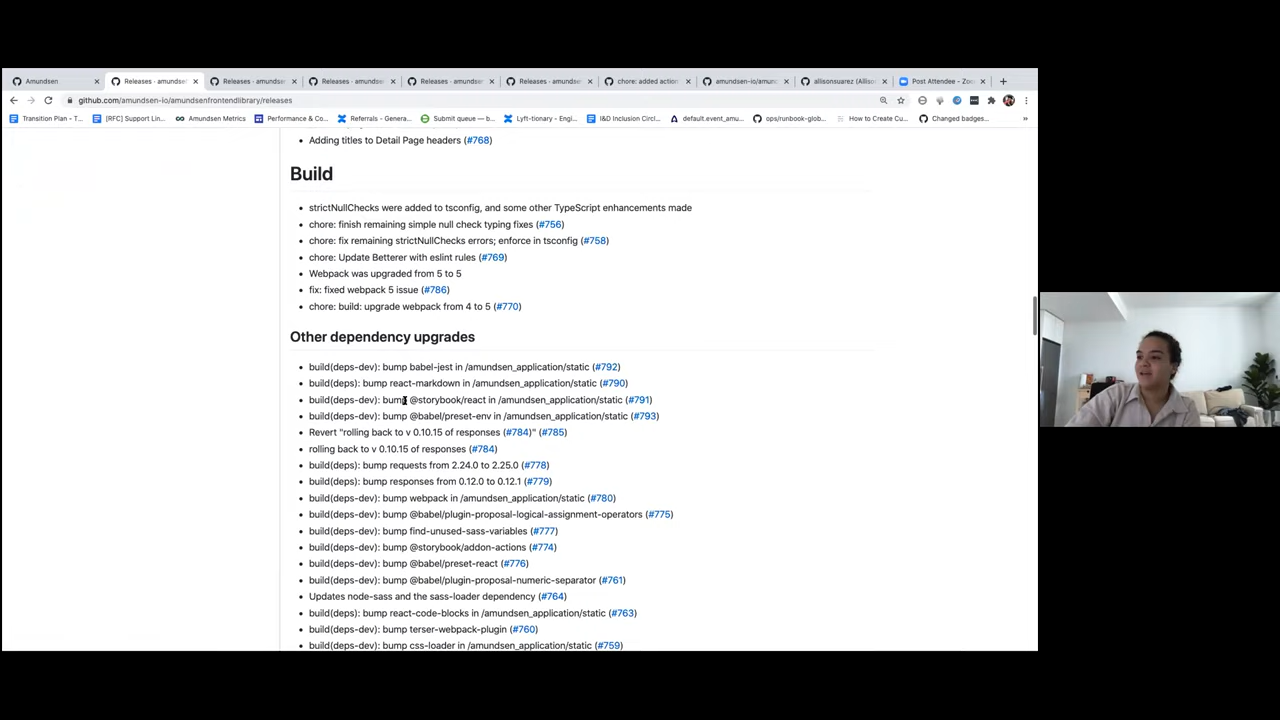 Amundsen
Releases · amundse
Releases · amundsen
Releases · amundsel
Releases · amundsen
Releases · amundset
chore: added action
amundsen-io/amund
allisonsuarez (Alliso
Post Attendee - Zoo
github.com/amundsen-io/amundsenfrontendlibrary/releases
Transition Plan - T...
[RFC] Support Lin...
Amundsen Metrics
Performance & Co...
Referrals - Genera...
Submit queue — b...
Lyft-tionary - Engi...
I&D Inclusion Circl...
default.event_amu...
ops/runbook-glob...
How to Create Cu...
Changed badges...
Adding titles to Detail Page headers (#768)
Build
strictNullChecks were added to tsconfig, and some other TypeScript enhancements made
chore: finish remaining simple null check typing fixes (#756)
chore: fix remaining strictNullChecks errors; enforce in tsconfig (#758)
chore: Update Betterer with eslint rules (#769)
Webpack was upgraded from 5 to 5
fix: fixed webpack 5 issue (#786)
chore: build: upgrade webpack from 4 to 5 (#770)
Other dependency upgrades
build(deps-dev): bump babel-jest in /amundsen_application/static (#792)
build(deps): bump react-markdown in /amundsen_application/static (#790)
build(deps-dev): bump @storybook/react in /amundsen_application/static (#791)
build(deps-dev): bump @babel/preset-env in /amundsen_application/static (#793)
Revert "rolling back to v 0.10.15 of responses (#784)" (#785)
rolling back to v 0.10.15 of responses (#784)
build(deps): bump requests from 2.24.0 to 2.25.0 (#778)
build(deps): bump responses from 0.12.0 to 0.12.1 (#779)
build(deps-dev): bump webpack in /amundsen_application/static (#780)
build(deps-dev): bump @babel/plugin-proposal-logical-assignment-operators (#775)
build(deps-dev): bump find-unused-sass-variables (#777)
build(deps-dev): bump @storybook/addon-actions (#774)
build(deps-dev): bump @babel/preset-react (#776)
build(deps-dev): bump @babel/plugin-proposal-numeric-separator (#761)
Updates node-sass and the sass-loader dependency (#764)
build(deps): bump react-code-blocks in /amundsen_application/static (#763)
build(deps-dev): bump terser-webpack-plugin (#760)
build(deps-dev): bump css-loader in /amundsen_application/static (#759)